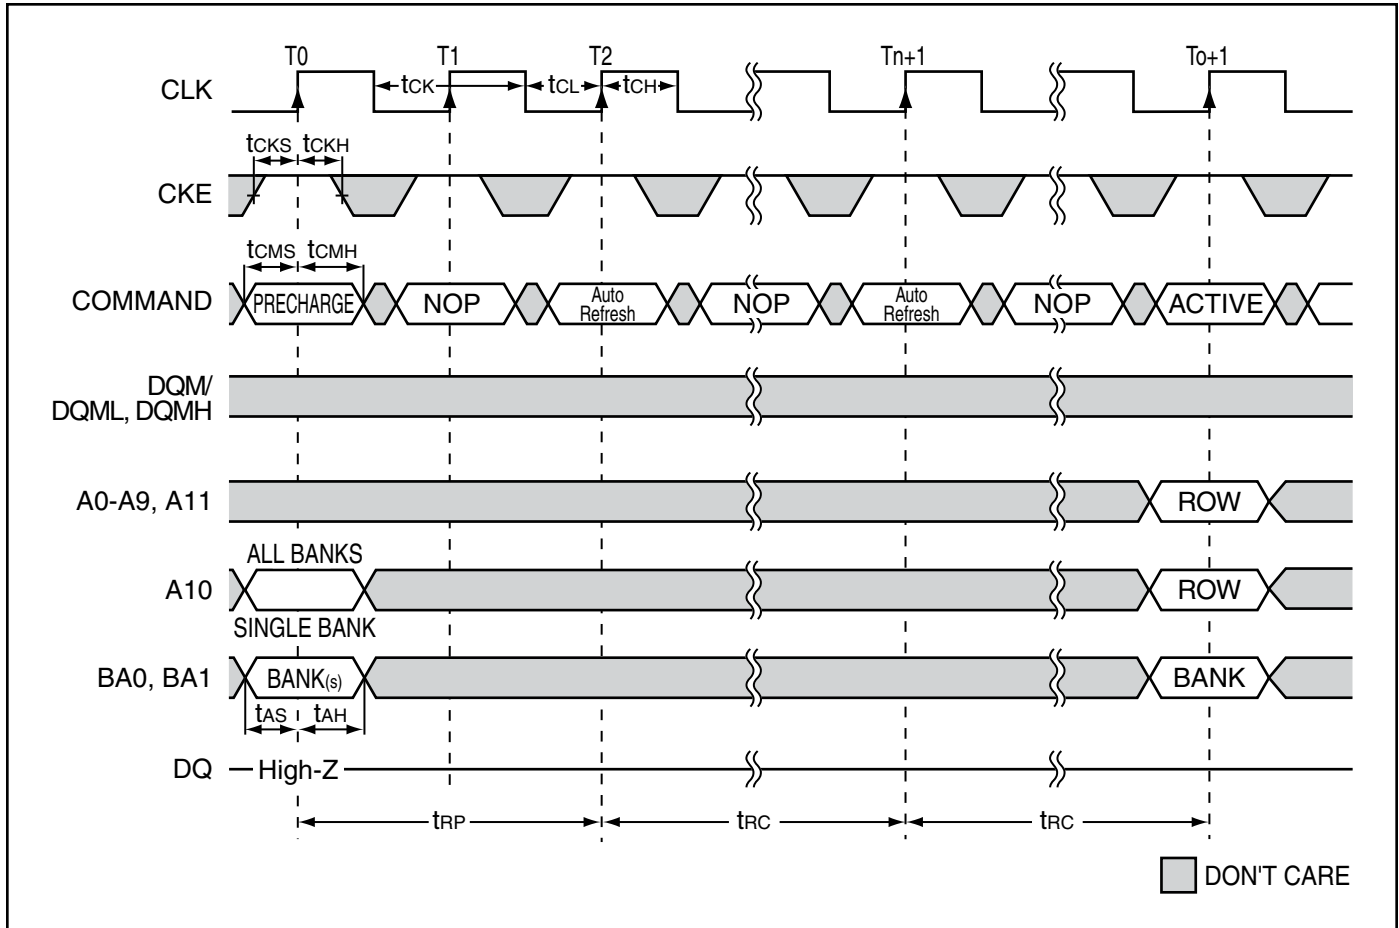 T0 T1 T2 Tn+1 To+1
CLK tCK tCL tCH
tCKS tCKH
CKE
tCMS tCMH
COMMAND PRECHARGE NOP Auto Refresh NOP Auto Refresh NOP ACTIVE
DQM/
DQML, DQMH
A0-A9, A11 ROW
ALL BANKS
A10 ROW
SINGLE BANK
BA0, BA1 BANK(s) BANK
tAS tAH
DQ High-Z
tRP tRC tRC
DON'T CARE